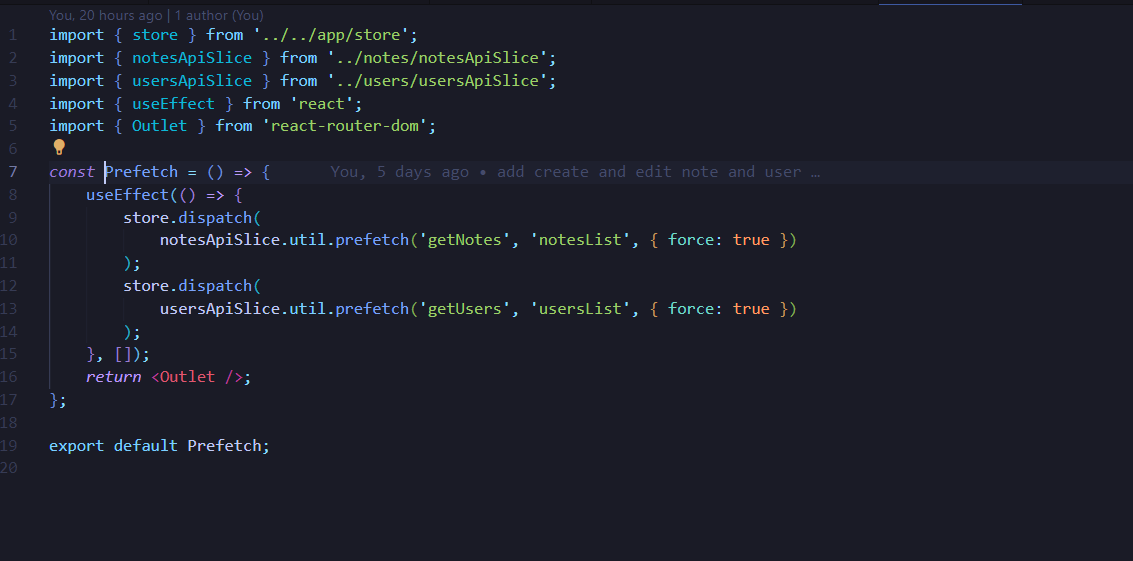 You, 20 hours ago | 1 author (You)
1 import { store } from '../../app/store';
2 import { notesApiSlice } from '../notes/notesApiSlice';
3 import { usersApiSlice } from '../users/usersApiSlice';
4 import { useEffect } from 'react';
5 import { Outlet } from 'react-router-dom';
6
7 const Prefetch = () => { You, 5 days ago • add create and edit note and user …
8 useEffect(() => {
9 store.dispatch(
10 notesApiSlice.util.prefetch('getNotes', 'notesList', { force: true })
11 );
12 store.dispatch(
13 usersApiSlice.util.prefetch('getUsers', 'usersList', { force: true })
14 );
15 }, []);
16 return <Outlet />;
17 };
18
19 export default Prefetch;
20